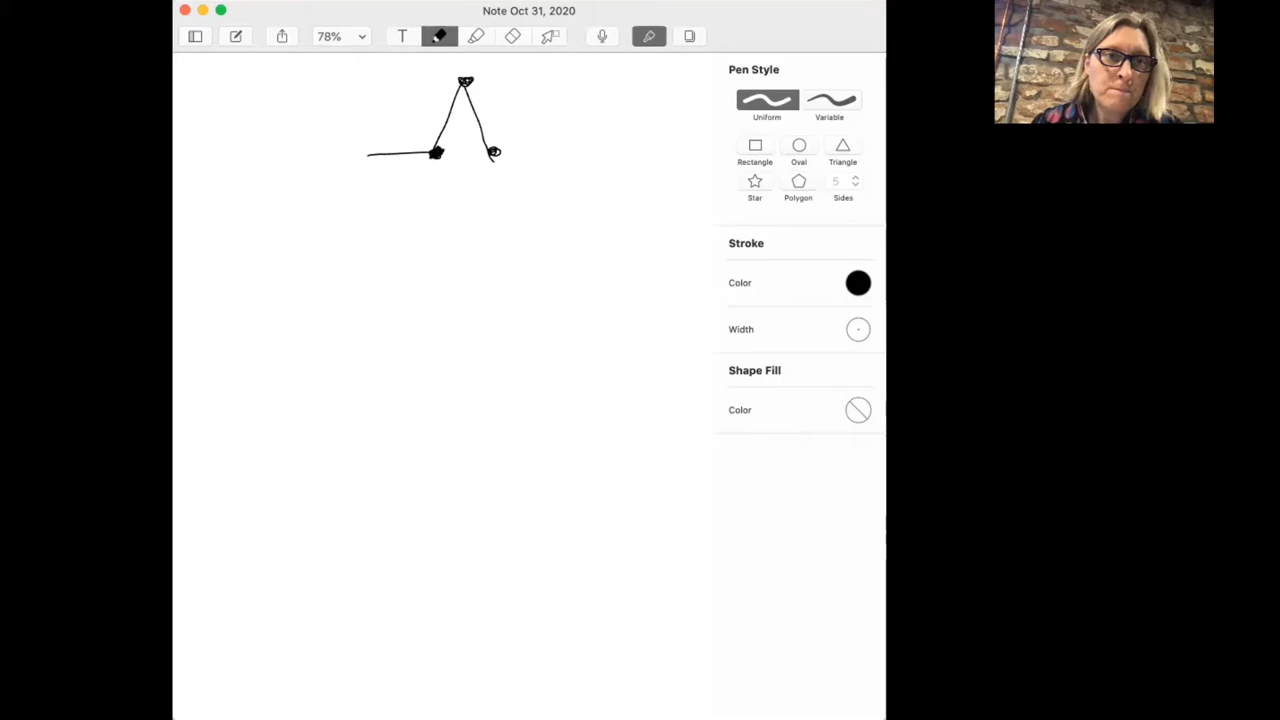 Note Oct 31, 2020
78%
T
Pen Style
Uniform
Variable
Rectangle
Oval
Triangle
5
Star
Polygon
Sides
Stroke
Color
Width
Shape Fill
Color